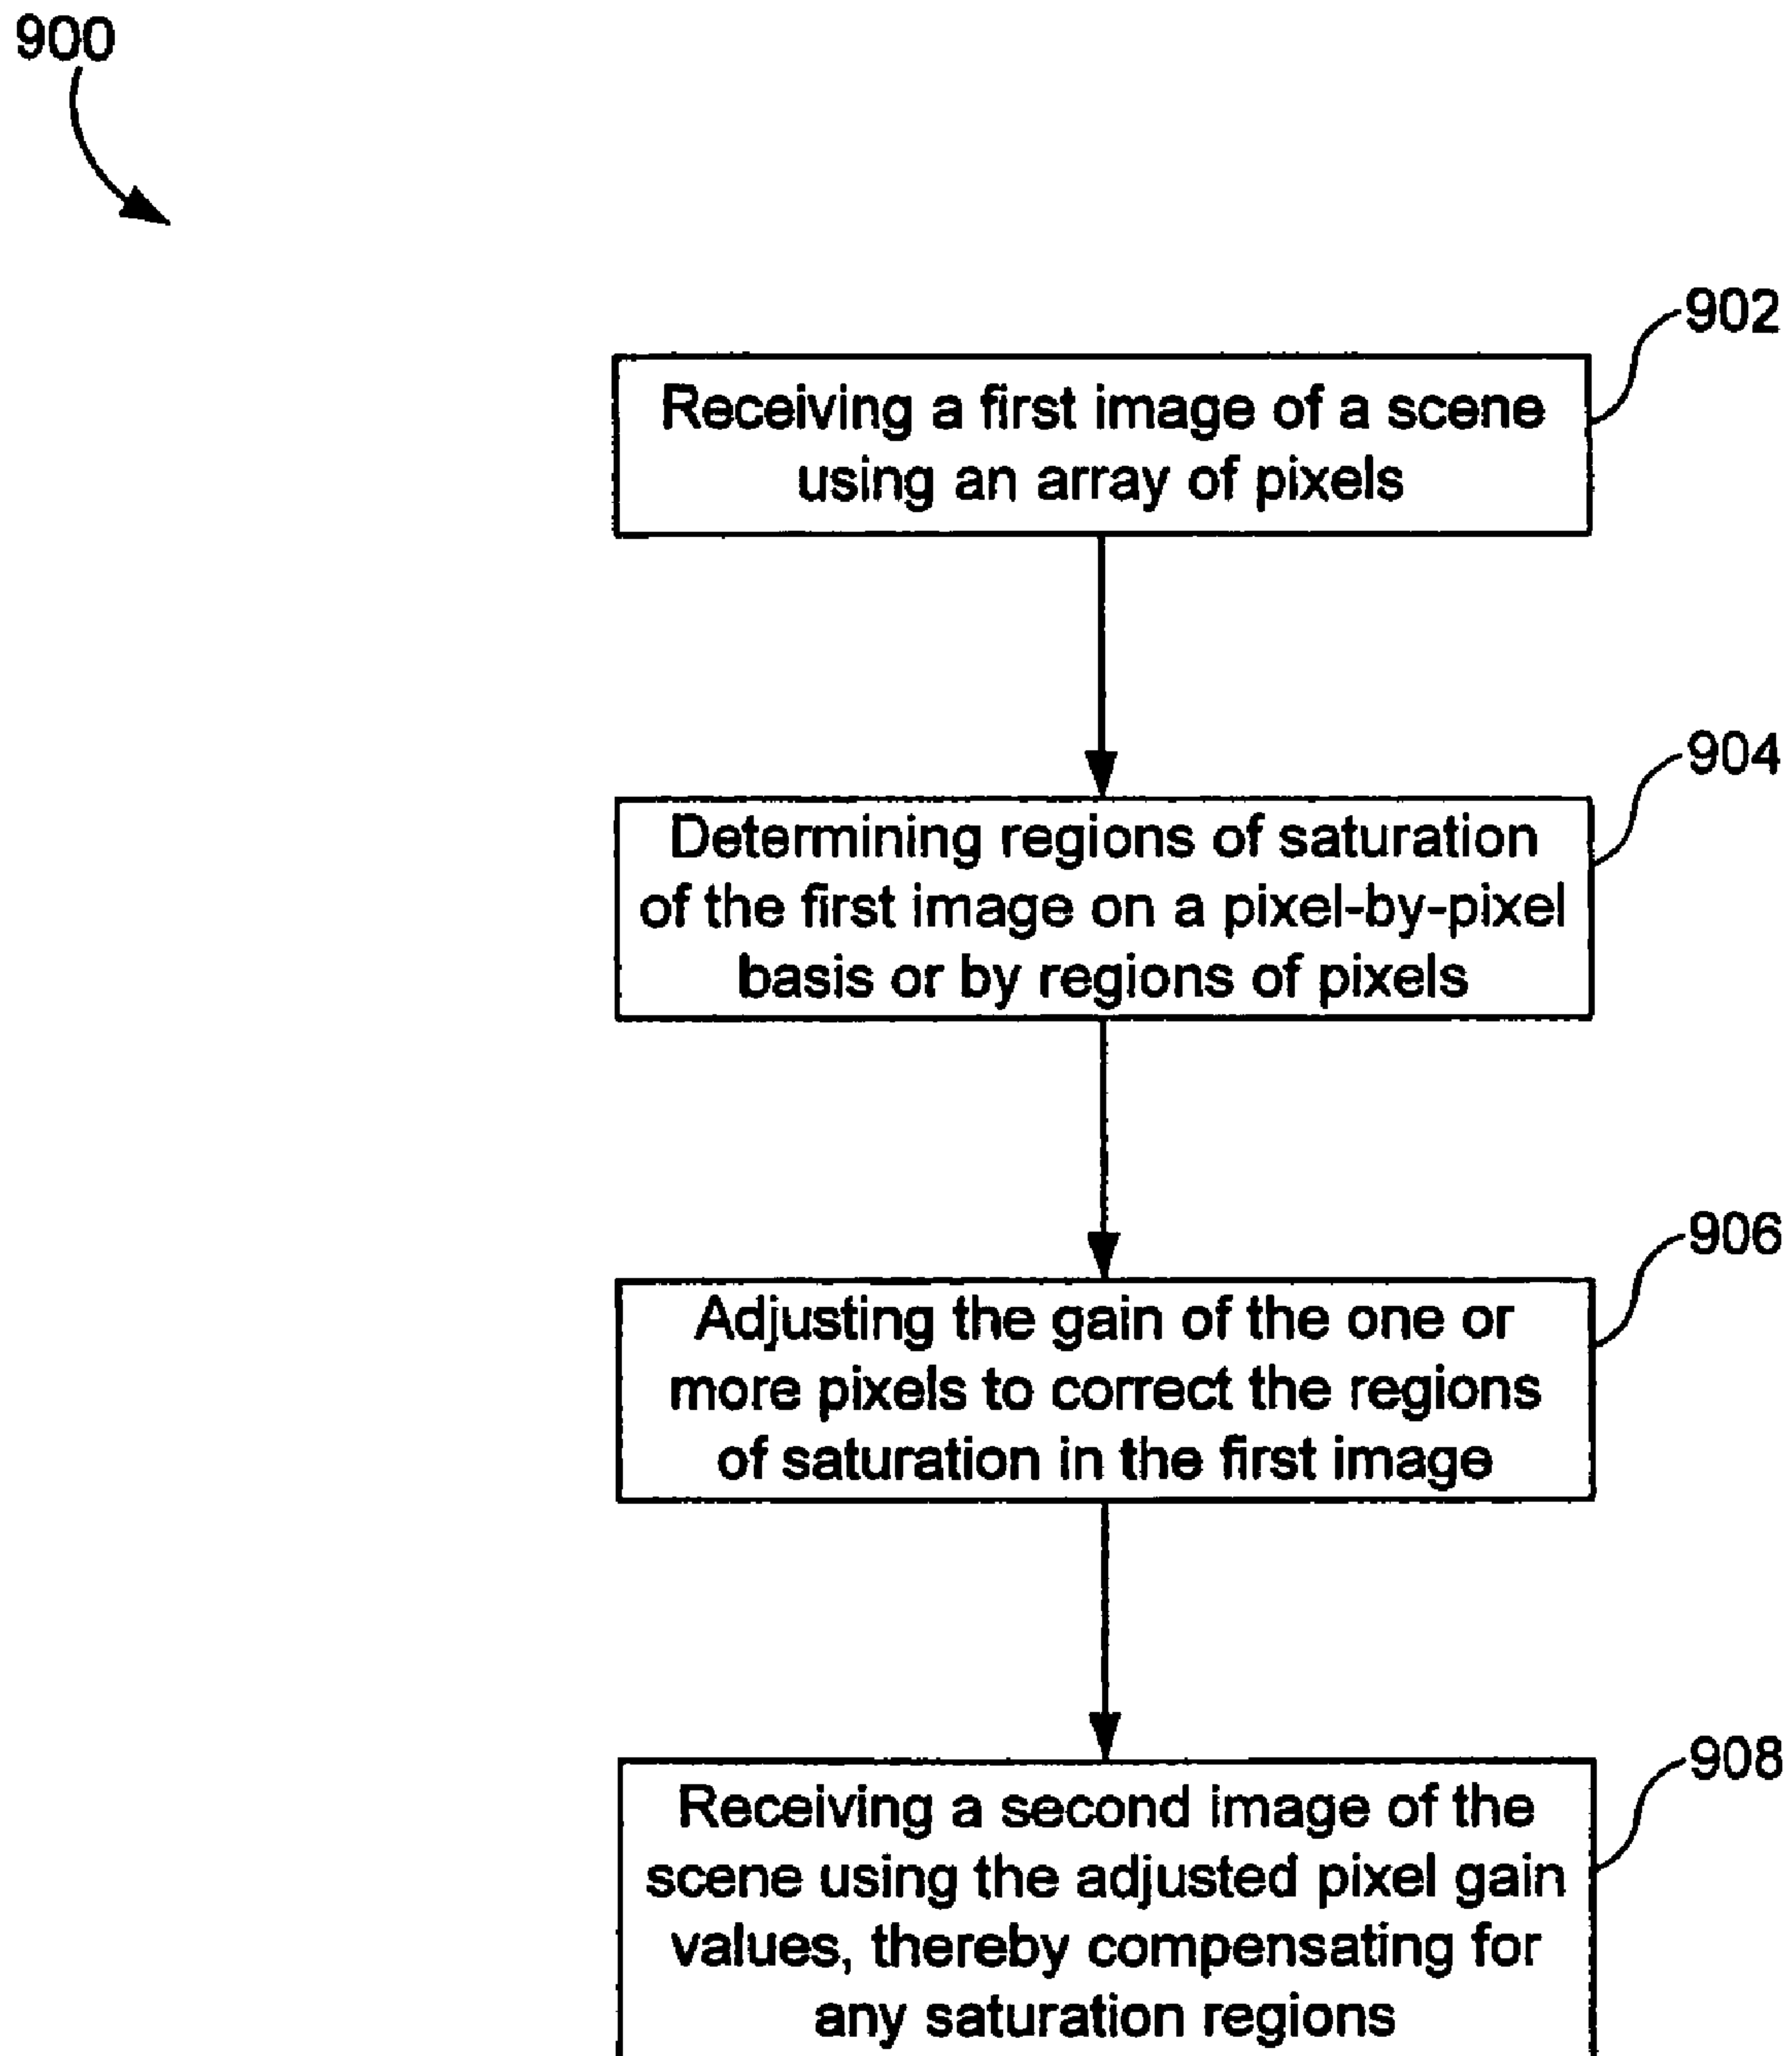 900
902
Receiving a first image of a scene
using an array of pixels
904
Determining regions of saturation
of the first image on a pixel-by-pixel
basis or by regions of pixels
906
Adjusting the gain of the one or
more pixels to correct the regions
of saturation in the first image
908
Receiving a second image of the
scene using the adjusted pixel gain
values, thereby compensating for
any saturation regions